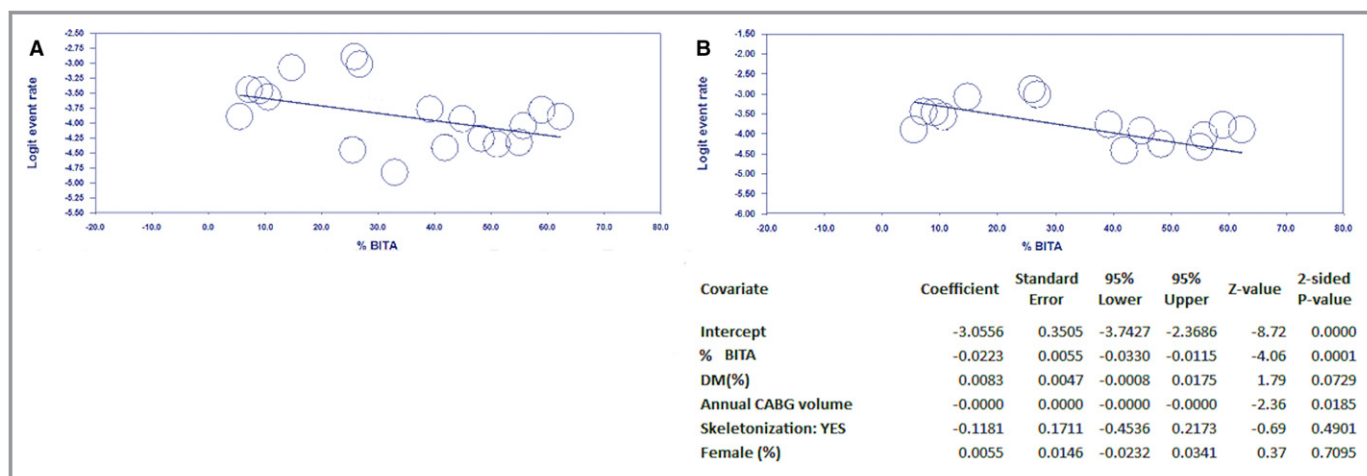 A
Logit event rate
-2.50
-2.75
-3.00
-3.25
-3.50
-3.75
-4.00
-4.25
-4.50
-4.75
-5.00
-5.25
-5.50
-20.0 -10.0 0.0 10.0 20.0 30.0 40.0 50.0 60.0 70.0 80.0
% BITA
B
Logit event rate
-1.50
-2.00
-2.50
-3.00
-3.50
-4.00
-4.50
-5.00
-5.50
-6.00
-20.0 -10.0 0.0 10.0 20.0 30.0 40.0 50.0 60.0 70.0 80.0
% BITA
Covariate Coefficient Standard Error 95% Lower 95% Upper Z-value 2-sided P-value
Intercept -3.0556 0.3505 -3.7427 -2.3686 -8.72 0.0000
% BITA -0.0223 0.0055 -0.0330 -0.0115 -4.06 0.0001
DM(%) 0.0083 0.0047 -0.0008 0.0175 1.79 0.0729
Annual CABG volume -0.0000 0.0000 -0.0000 -0.0000 -2.36 0.0185
Skeletonization: YES -0.1181 0.1711 -0.4536 0.2173 -0.69 0.4901
Female (%) 0.0055 0.0146 -0.0232 0.0341 0.37 0.7095